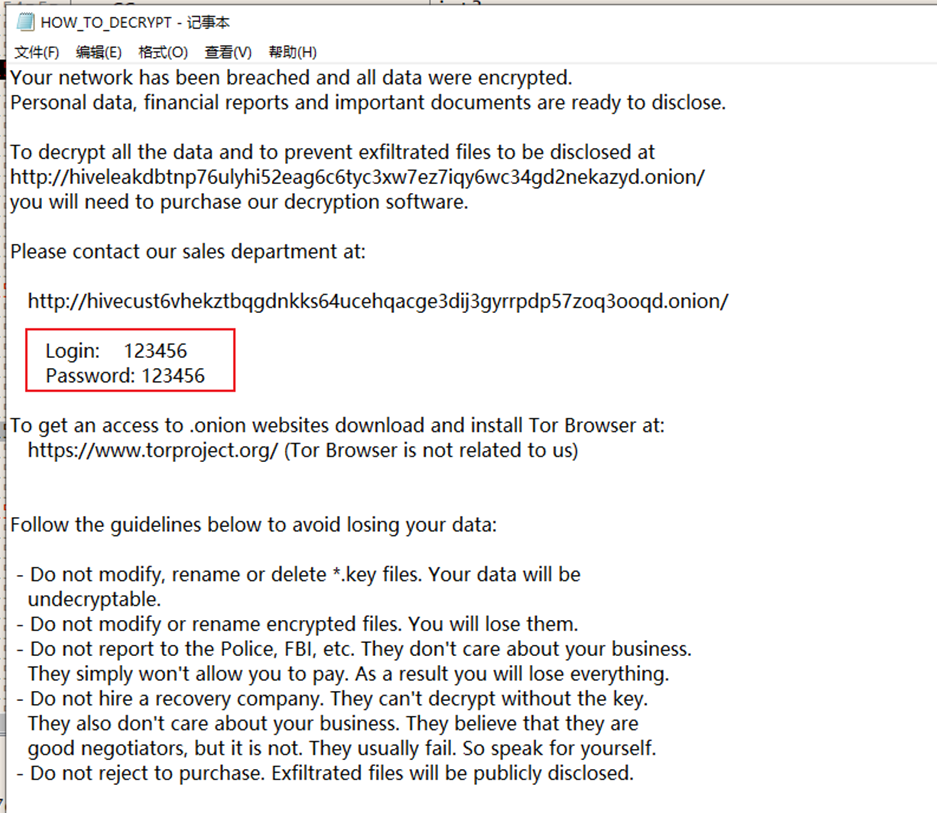 HOW_TO_DECRYPT - 记事本
文件(F) 编辑(E) 格式(O) 查看(V) 帮助(H)
Your network has been breached and all data were encrypted.
Personal data, financial reports and important documents are ready to disclose.
To decrypt all the data and to prevent exfiltrated files to be disclosed at
http://hiveleakdbtnp76ulyhi52eag6c6tyc3xw7ez7iqy6wc34gd2nekazyd.onion/
you will need to purchase our decryption software.
Please contact our sales department at:
http://hivecust6vhekztbqgdnkks64ucehqacge3dij3gyrrpdp57zoq3ooqd.onion/
Login: 123456
Password: 123456
To get an access to .onion websites download and install Tor Browser at:
https://www.torproject.org/ (Tor Browser is not related to us)
Follow the guidelines below to avoid losing your data:
- Do not modify, rename or delete *.key files. Your data will be
undecryptable.
- Do not modify or rename encrypted files. You will lose them.
- Do not report to the Police, FBI, etc. They don't care about your business.
They simply won't allow you to pay. As a result you will lose everything.
- Do not hire a recovery company. They can't decrypt without the key.
They also don't care about your business. They believe that they are
good negotiators, but it is not. They usually fail. So speak for yourself.
- Do not reject to purchase. Exfiltrated files will be publicly disclosed.